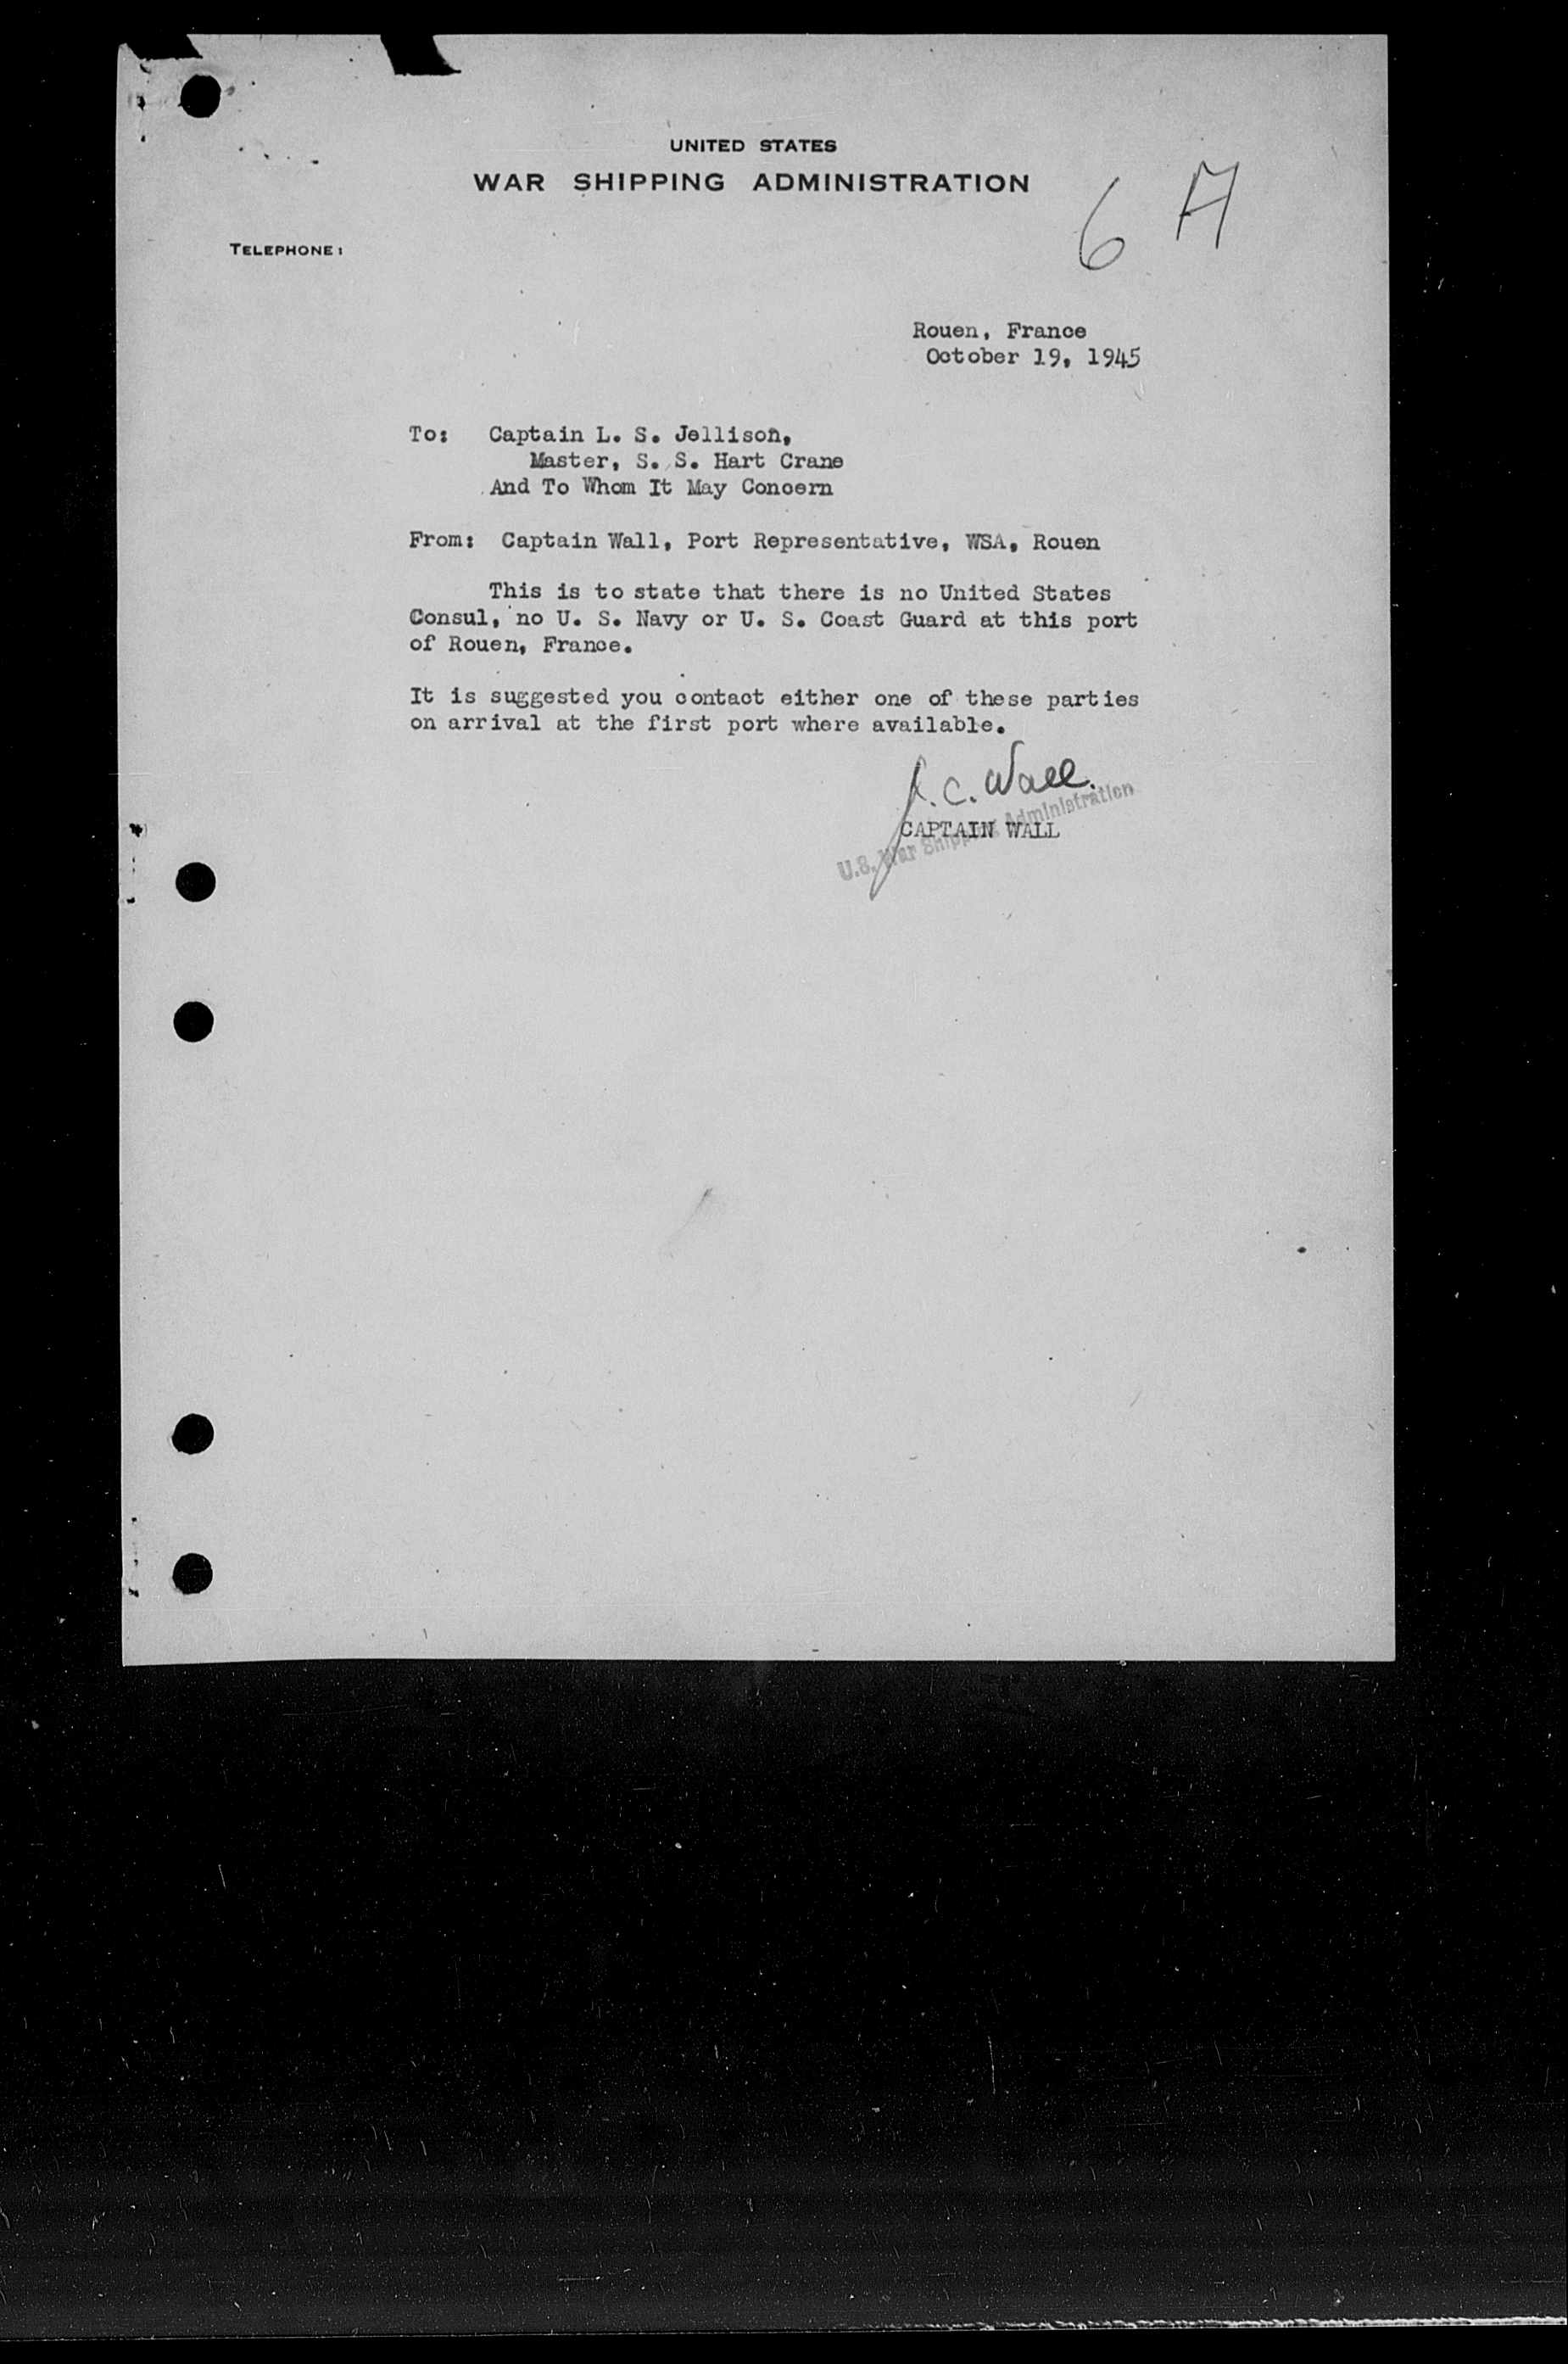 UNITED STATES
WAR SHIPPING ADMINISTRATION
6 A
TELEPHONE:
Rouen, France
October 19, 1945
To: Captain L. S. Jellison,
Master, S. S. Hart Crane
And To Whom It May Concern
From: Captain Wall, Port Representative, WSA, Rouen
This is to state that there is no United States
Consul, no U. S. Navy or U. S. Coast Guard at this port
of Rouen, France.
It is suggested you contact either one of these parties
on arrival at the first port where available.
J. C. Wall.
CAPTAIN WALL
U.S. War Shipping Administration